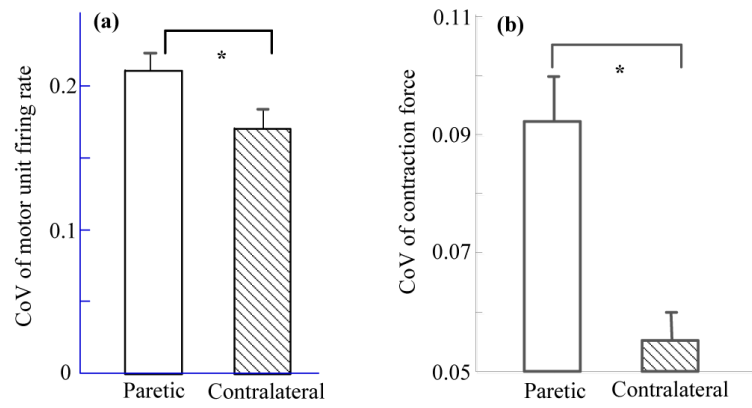 (a)
*
CoV of motor unit firing rate
0.2
0.1
0
Paretic Contralateral
(b)
*
CoV of contraction force
0.11
0.09
0.07
0.05
Paretic Contralateral